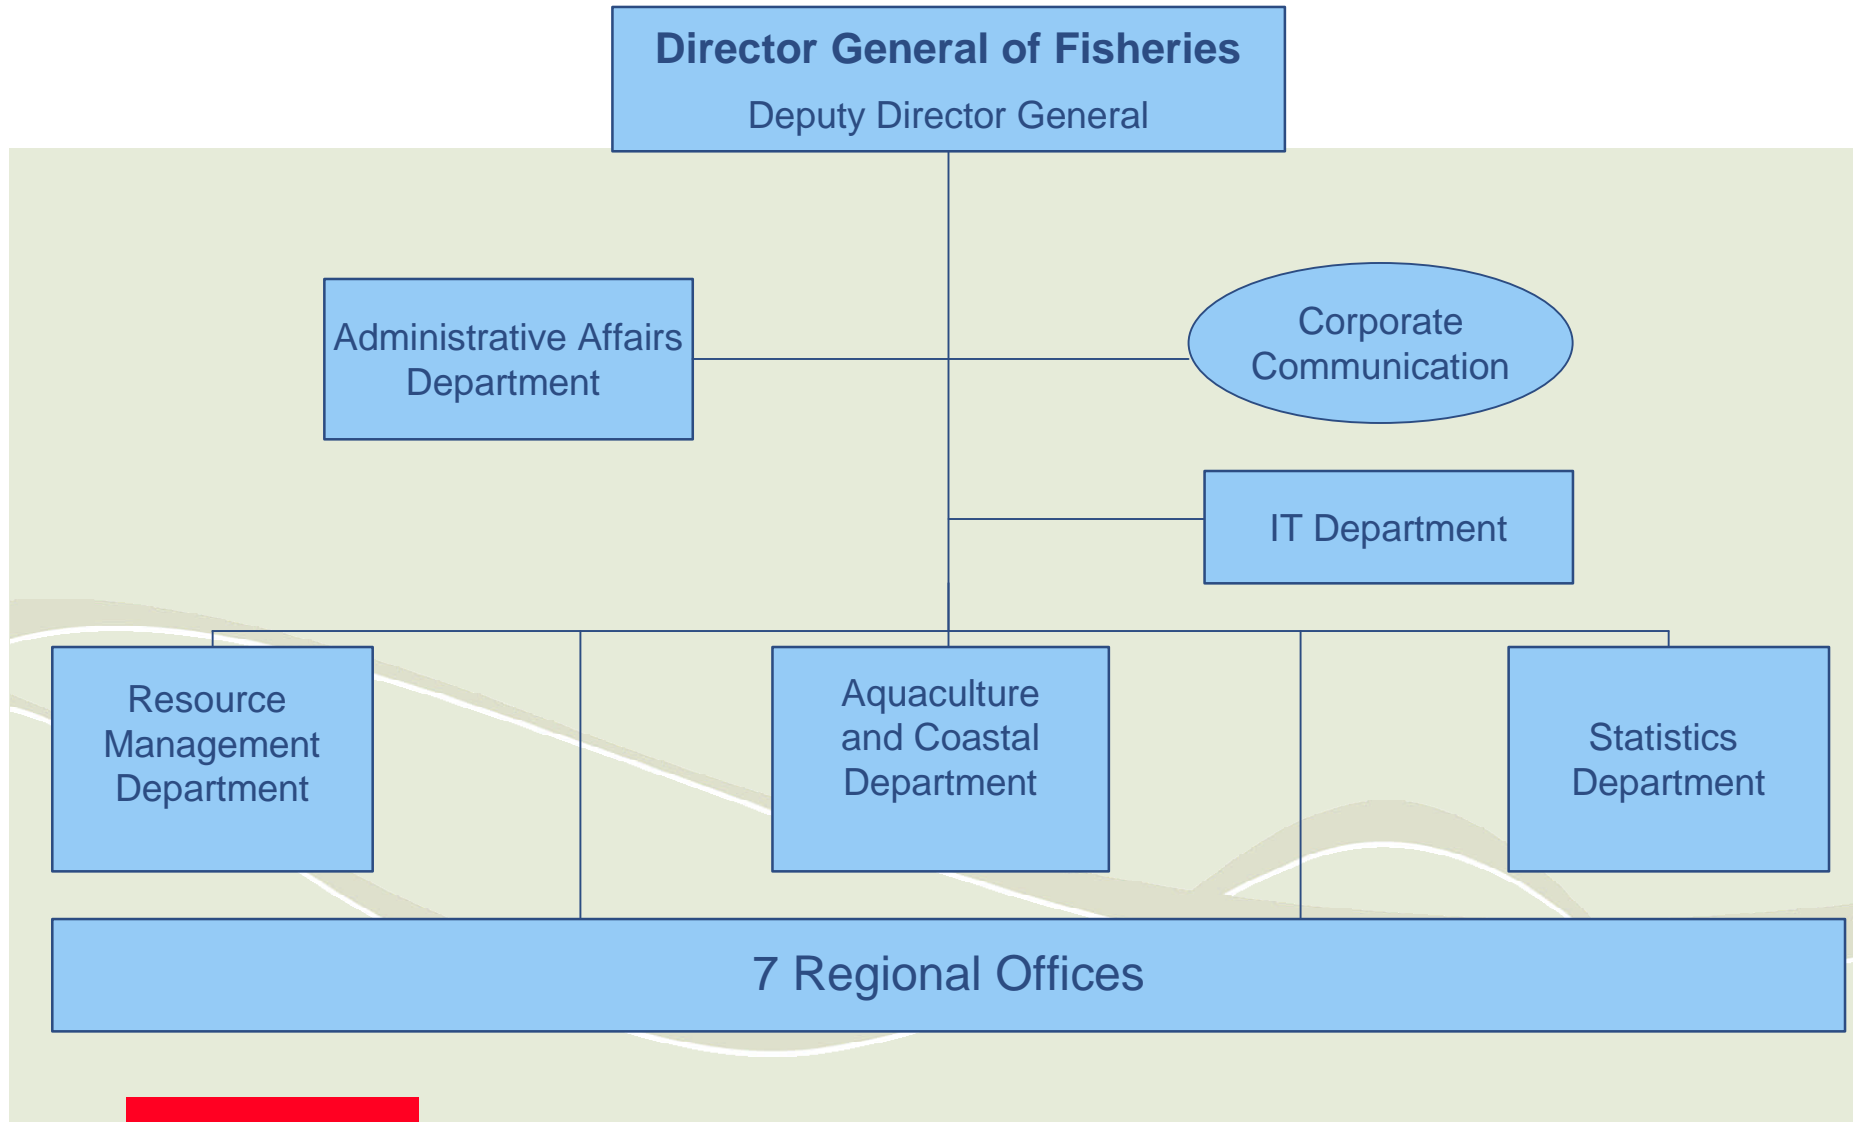 Director General of Fisheries
Deputy Director General
Administrative Affairs
Department
Corporate
Communication
IT Department
Resource
Management
Department
Aquaculture
and Coastal
Department
Statistics
Department
7 Regional Offices